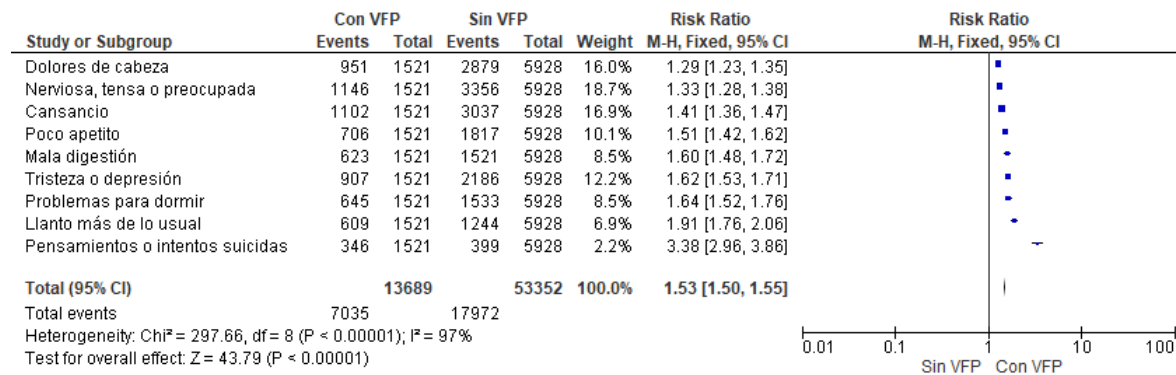 Con VFP Sin VFP Risk Ratio Risk Ratio
Study or Subgroup Events Total Events Total Weight M-H, Fixed, 95% CI M-H, Fixed, 95% CI
Dolores de cabeza 951 1521 2879 5928 16.0% 1.29 [1.23, 1.35]
Nerviosa, tensa o preocupada 1146 1521 3356 5928 18.7% 1.33 [1.28, 1.38]
Cansancio 1102 1521 3037 5928 16.9% 1.41 [1.36, 1.47]
Poco apetito 706 1521 1817 5928 10.1% 1.51 [1.42, 1.62]
Mala digestión 623 1521 1521 5928 8.5% 1.60 [1.48, 1.72]
Tristeza o depresión 907 1521 2186 5928 12.2% 1.62 [1.53, 1.71]
Problemas para dormir 645 1521 1533 5928 8.5% 1.64 [1.52, 1.76]
Llanto más de lo usual 609 1521 1244 5928 6.9% 1.91 [1.76, 2.06]
Pensamientos o intentos suicidas 346 1521 399 5928 2.2% 3.38 [2.96, 3.86]
Total (95% CI) 13689 53352 100.0% 1.53 [1.50, 1.55]
Total events 7035 17972
Heterogeneity: Chi² = 297.66, df = 8 (P < 0.00001); I² = 97%
Test for overall effect: Z = 43.79 (P < 0.00001)
0.01 0.1 1 10 100
Sin VFP Con VFP